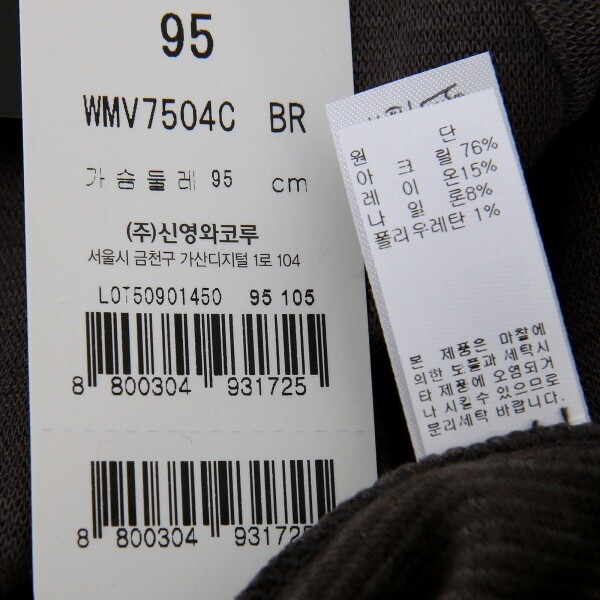 95
WMV7504C BR
가슴둘레 95 cm
(주)신영와코루
서울시 금천구 가산디지털 1로 104
LOT50901450 95 105
8 800304 931725
8 800304 931725
원 단
아 크 릴 76%
레 이 온15%
나 일 론8%
폴리우레탄 1%
본 제품은 마찰에
의한 보풀과 세탁시
타 제품에 오염되거
나 시킬수 있으므로
분리세탁 바랍니다.